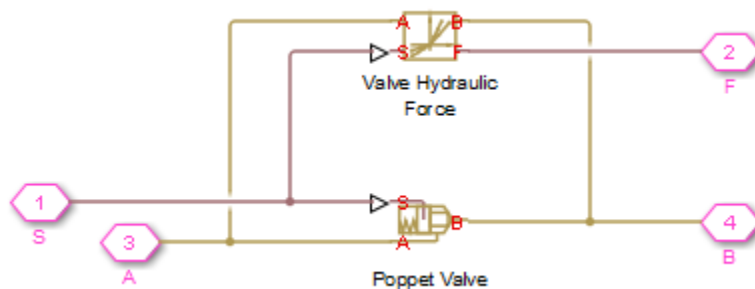 A B
S F
Valve Hydraulic
Force
2
F
1
S
S
A B
3
A
4
B
Poppet Valve